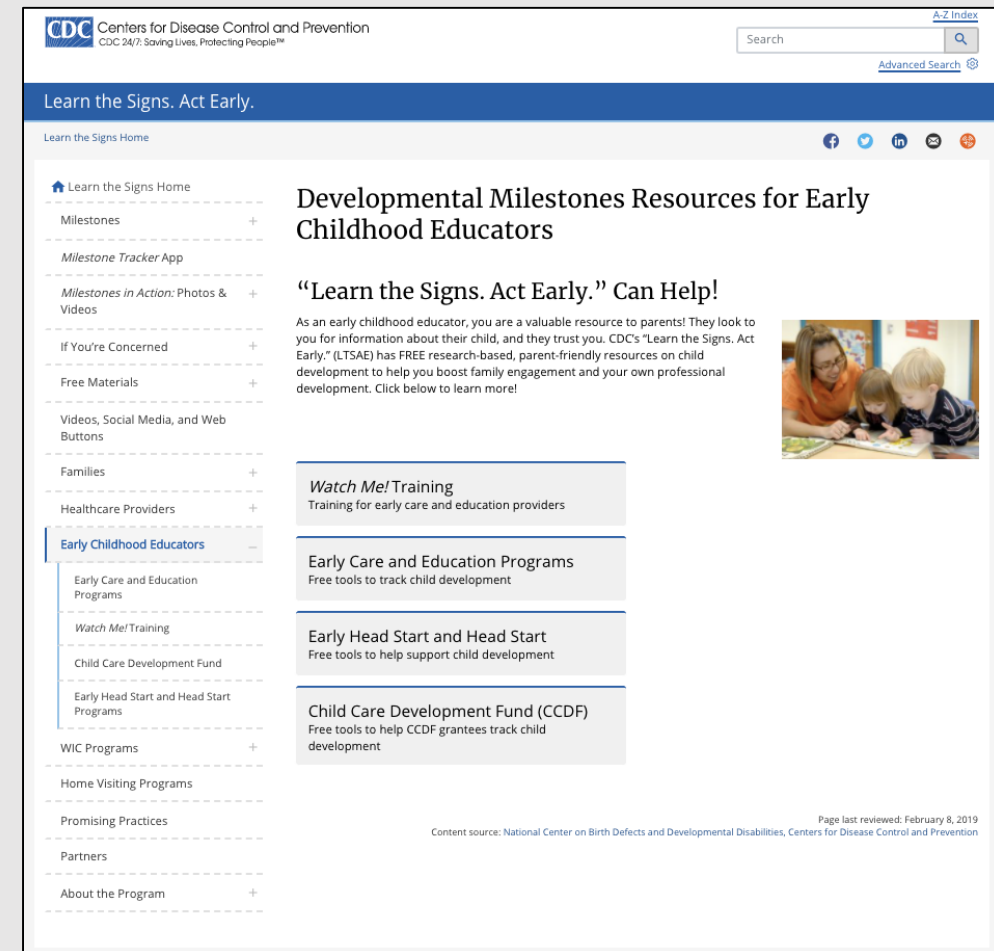 A-Z Index
CDC Centers for Disease Control and Prevention
CDC 24/7: Saving Lives, Protecting People™
Search
Advanced Search
Learn the Signs. Act Early.
Learn the Signs Home
Learn the Signs Home
Milestones +
Milestone Tracker App
Milestones in Action: Photos & +
Videos
If You're Concerned +
Free Materials +
Videos, Social Media, and Web
Buttons
Families +
Healthcare Providers +
Early Childhood Educators –
Early Care and Education
Programs
Watch Me! Training
Child Care Development Fund
Early Head Start and Head Start
Programs
WIC Programs +
Home Visiting Programs
Promising Practices
Partners
About the Program +
Developmental Milestones Resources for Early
Childhood Educators
“Learn the Signs. Act Early.” Can Help!
As an early childhood educator, you are a valuable resource to parents! They look to
you for information about their child, and they trust you. CDC's “Learn the Signs. Act
Early.” (LTSAE) has FREE research-based, parent-friendly resources on child
development to help you boost family engagement and your own professional
development. Click below to learn more!
Watch Me! Training
Training for early care and education providers
Early Care and Education Programs
Free tools to track child development
Early Head Start and Head Start
Free tools to help support child development
Child Care Development Fund (CCDF)
Free tools to help CCDF grantees track child
development
Page last reviewed: February 8, 2019
Content source: National Center on Birth Defects and Developmental Disabilities, Centers for Disease Control and Prevention